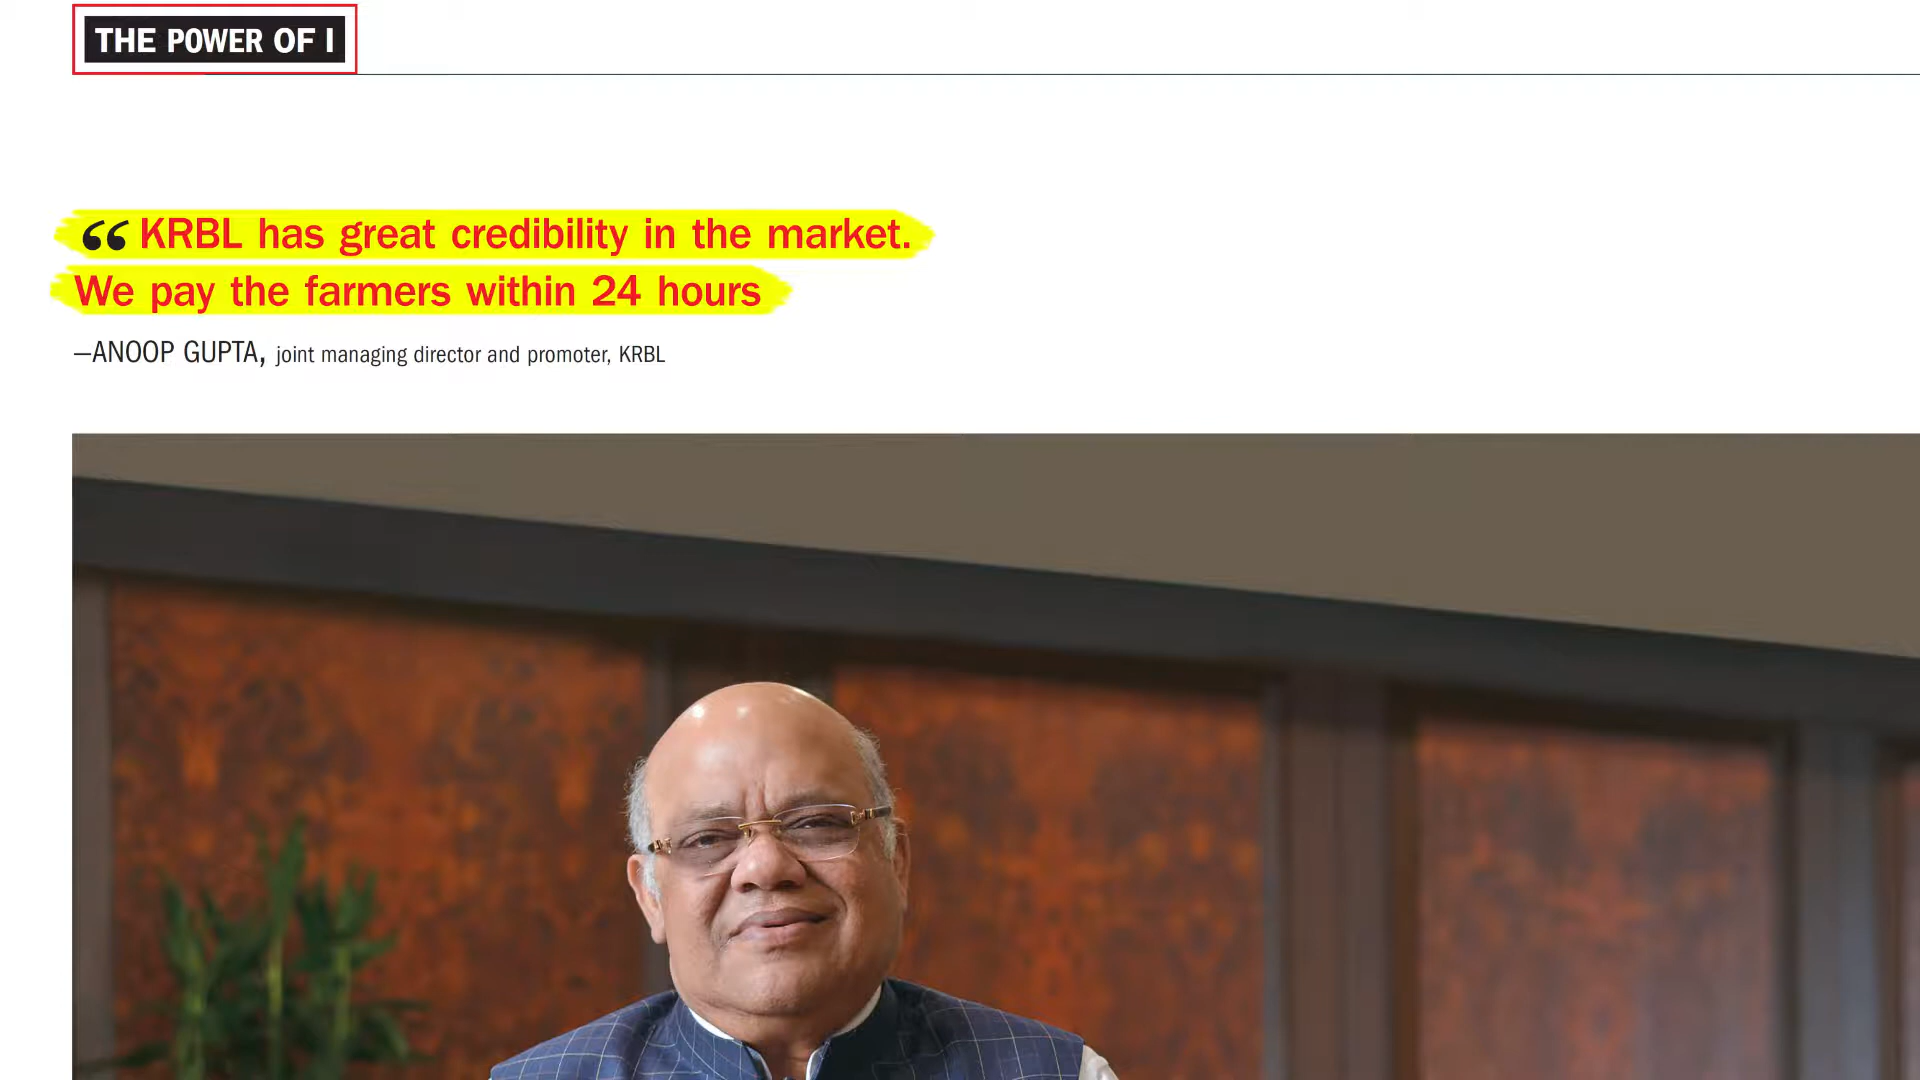 THE POWER OF I
“KRBL has great credibility in the market.
We pay the farmers within 24 hours
—ANOOP GUPTA, joint managing director and promoter, KRBL